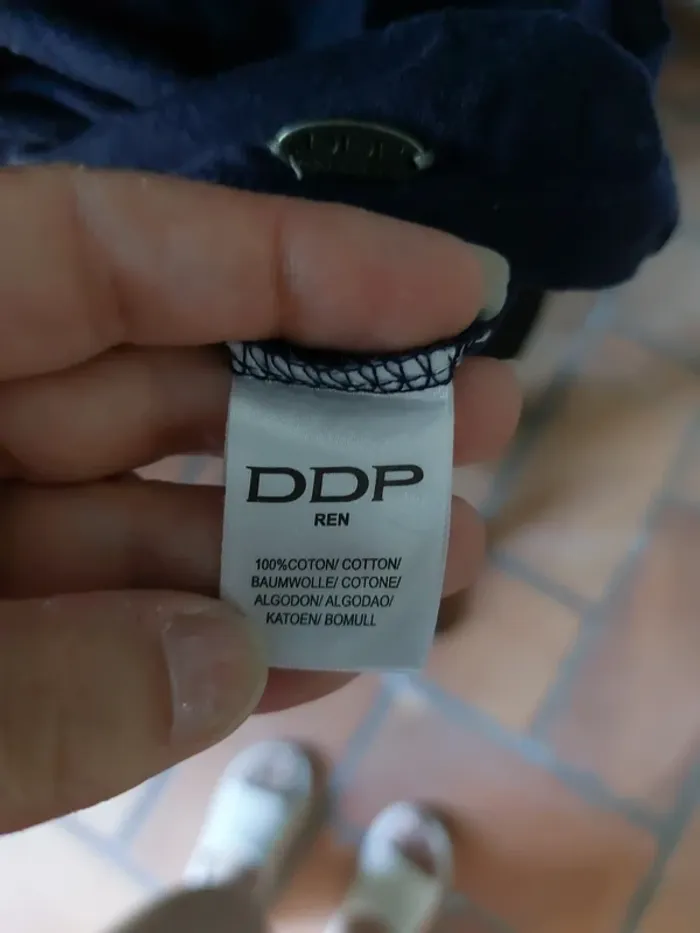 DDP
REN
100%COTON/ COTTON/
BAUMWOLLE/ COTONE/
ALGODON/ ALGODAO/
KATOEN/ BOMULL